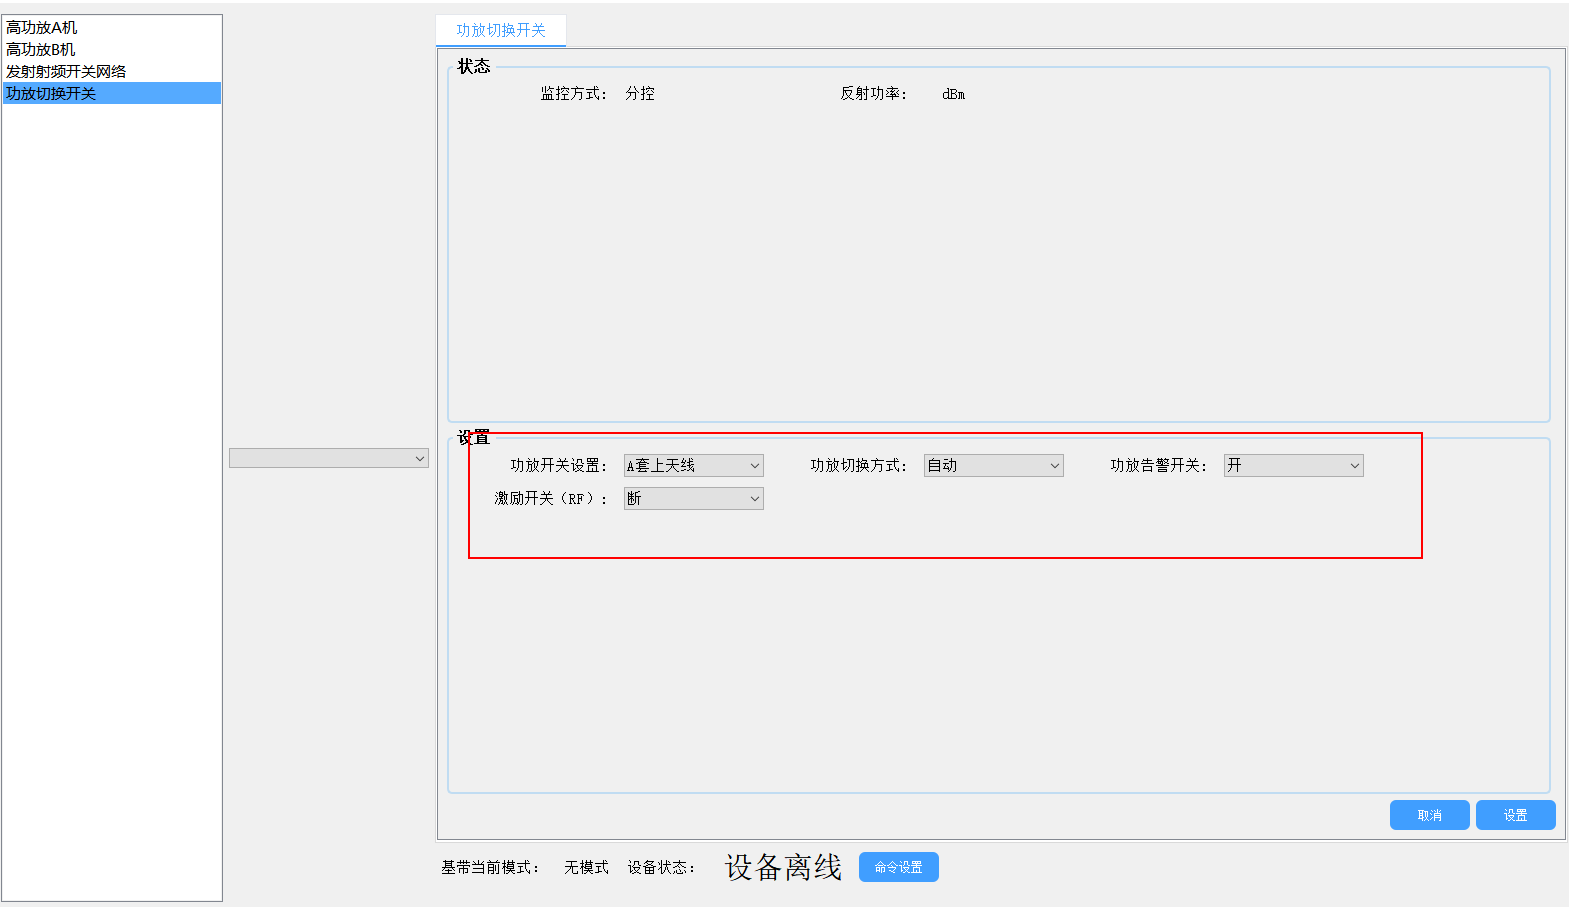 高功放A机
高功放B机
发射射频开关网络
功放切换开关
功放切换开关
状态
监控方式： 分控 反射功率： dBm
设置
功放开关设置： A套上天线 功放切换方式： 自动 功放告警开关： 开
激励开关（RF）： 断
取消 设置
基带当前模式： 无模式 设备状态： 设备离线 命令设置